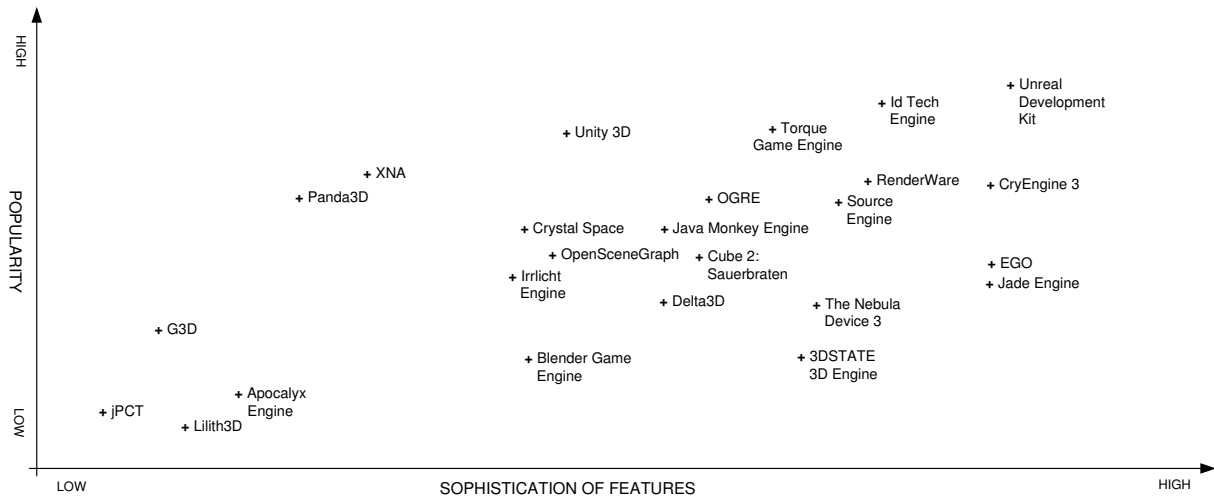 HIGH
Unreal
Development
Kit
Id Tech
Engine
Torque
Game Engine
Unity 3D
XNA
RenderWare
CryEngine 3
Panda3D
OGRE
Source
Engine
POPULARITY
Crystal Space
Java Monkey Engine
OpenSceneGraph
Cube 2:
Sauerbraten
EGO
Irrlicht
Engine
Jade Engine
Delta3D
The Nebula
Device 3
G3D
Blender Game
Engine
3DSTATE
3D Engine
Apocalyx
Engine
jPCT
Lilith3D
LOW
LOW
SOPHISTICATION OF FEATURES
HIGH